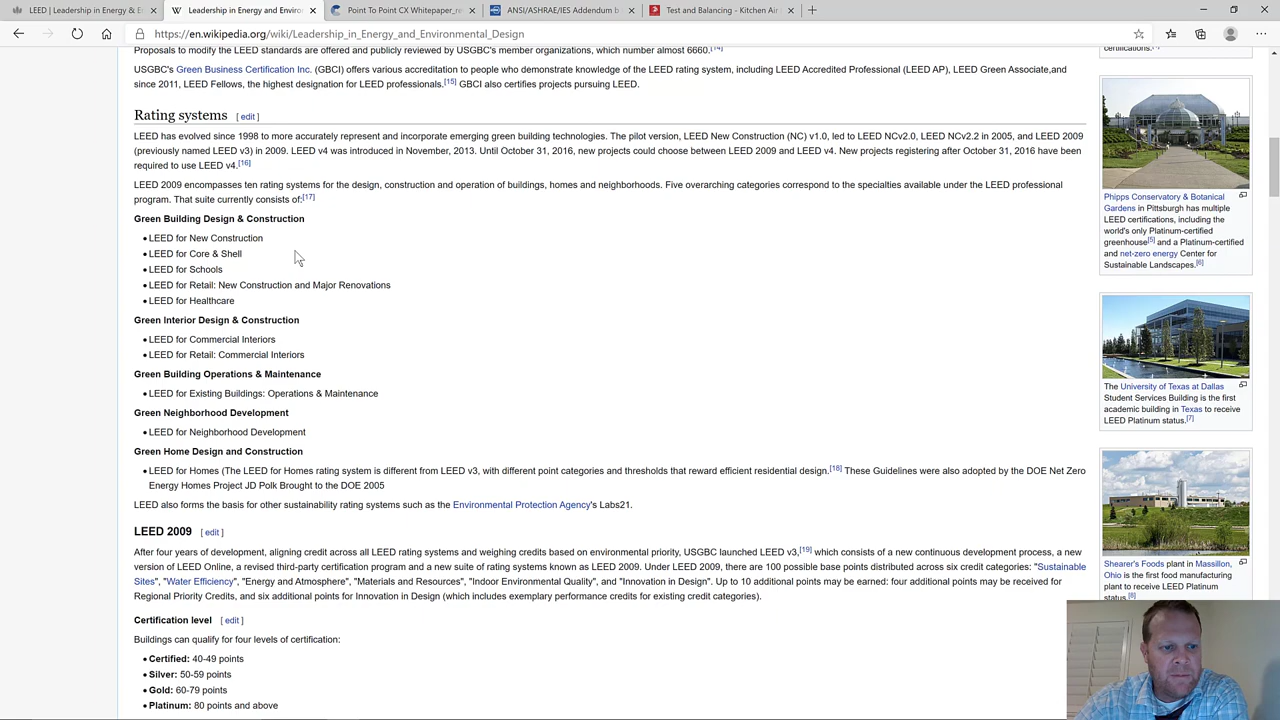 LEED | Leadership in Energy & E
Leadership in Energy and Enviro
Point To Point CX Whitepaper_re
ANSI/ASHRAE/IES Addendum b
Test and Balancing - Kitchen Air
https://en.wikipedia.org/wiki/Leadership_in_Energy_and_Environmental_Design
Proposals to modify the LEED standards are offered and publicly reviewed by USGBC's member organizations, which number almost 6660.[14]
USGBC's Green Business Certification Inc. (GBCI) offers various accreditation to people who demonstrate knowledge of the LEED rating system, including LEED Accredited Professional (LEED AP), LEED Green Associate,and
since 2011, LEED Fellows, the highest designation for LEED professionals.[15] GBCI also certifies projects pursuing LEED.
Rating systems [ edit ]
LEED has evolved since 1998 to more accurately represent and incorporate emerging green building technologies. The pilot version, LEED New Construction (NC) v1.0, led to LEED NCv2.0, LEED NCv2.2 in 2005, and LEED 2009
(previously named LEED v3) in 2009. LEED v4 was introduced in November, 2013. Until October 31, 2016, new projects could choose between LEED 2009 and LEED v4. New projects registering after October 31, 2016 have been
required to use LEED v4.[16]
LEED 2009 encompasses ten rating systems for the design, construction and operation of buildings, homes and neighborhoods. Five overarching categories correspond to the specialties available under the LEED professional
program. That suite currently consists of:[17]
Green Building Design & Construction
• LEED for New Construction
• LEED for Core & Shell
• LEED for Schools
• LEED for Retail: New Construction and Major Renovations
• LEED for Healthcare
Green Interior Design & Construction
• LEED for Commercial Interiors
• LEED for Retail: Commercial Interiors
Green Building Operations & Maintenance
• LEED for Existing Buildings: Operations & Maintenance
Green Neighborhood Development
• LEED for Neighborhood Development
Green Home Design and Construction
• LEED for Homes (The LEED for Homes rating system is different from LEED v3, with different point categories and thresholds that reward efficient residential design.[18] These Guidelines were also adopted by the DOE Net Zero
Energy Homes Project JD Polk Brought to the DOE 2005
LEED also forms the basis for other sustainability rating systems such as the Environmental Protection Agency's Labs21.
LEED 2009 [ edit ]
After four years of development, aligning credit across all LEED rating systems and weighing credits based on environmental priority, USGBC launched LEED v3,[19] which consists of a new continuous development process, a new
version of LEED Online, a revised third-party certification program and a new suite of rating systems known as LEED 2009. Under LEED 2009, there are 100 possible base points distributed across six credit categories: "Sustainable
Sites", "Water Efficiency", "Energy and Atmosphere", "Materials and Resources", "Indoor Environmental Quality", and "Innovation in Design". Up to 10 additional points may be earned: four additional points may be received for
Regional Priority Credits, and six additional points for Innovation in Design (which includes exemplary performance credits for existing credit categories).
Certification level [ edit ]
Buildings can qualify for four levels of certification:
• Certified: 40-49 points
• Silver: 50-59 points
• Gold: 60-79 points
• Platinum: 80 points and above
Phipps Conservatory & Botanical
Gardens in Pittsburgh has multiple
LEED certifications, including the
world's only Platinum-certified
greenhouse[5] and a Platinum-certified
and net-zero energy Center for
Sustainable Landscapes.[6]
The University of Texas at Dallas
Student Services Building is the first
academic building in Texas to receive
LEED Platinum status.[7]
Shearer's Foods plant in Massillon,
Ohio is the first food manufacturing
plant to receive LEED Platinum
status.[8]